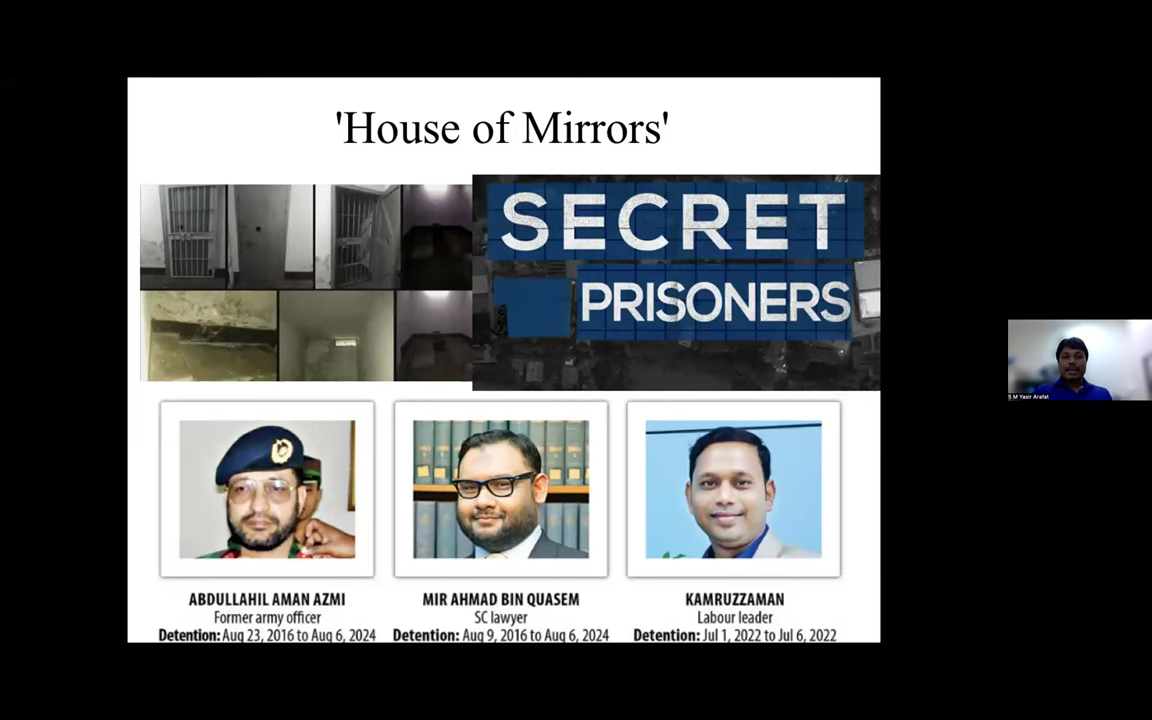 'House of Mirrors'
SECRET
PRISONERS
ABDULLAHIL AMAN AZMI
Former army officer
Detention: Aug 23, 2016 to Aug 6, 2024
MIR AHMAD BIN QUASEM
SC lawyer
Detention: Aug 9, 2016 to Aug 6, 2024
KAMRUZZAMAN
Labour leader
Detention: Jul 1, 2022 to Jul 6, 2022
S M Yasir Arafat